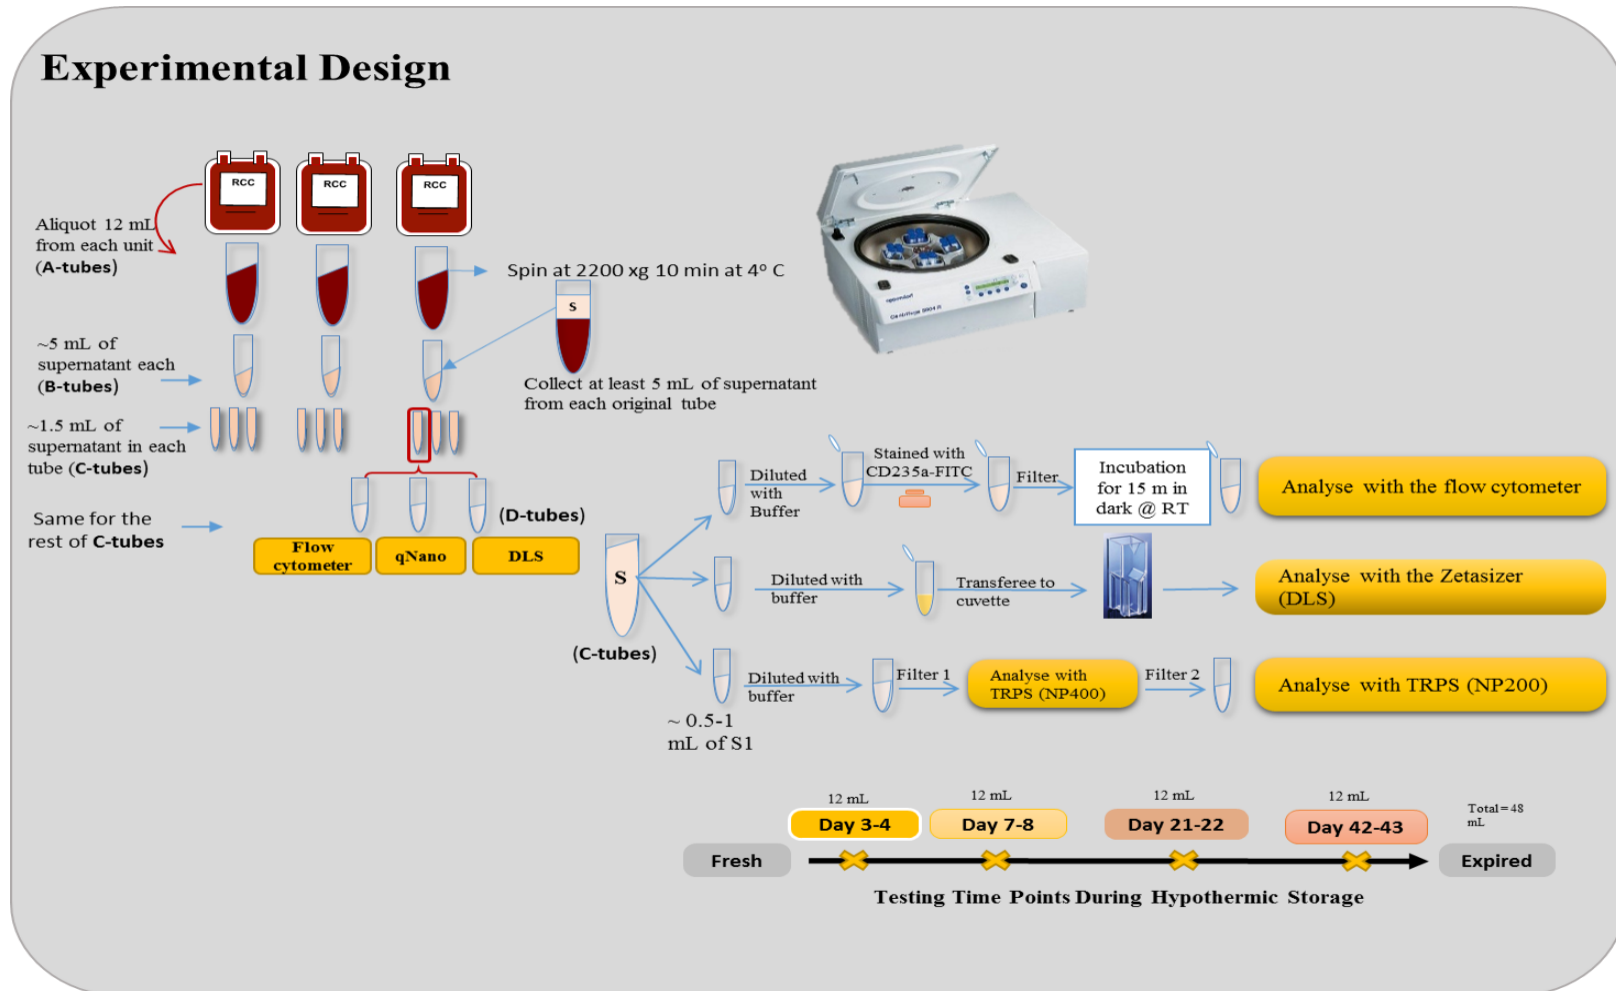 Experimental Design
RCC
RCC
RCC
Aliquot 12 mL
from each unit
(A-tubes)
Spin at 2200 xg 10 min at 4º C
S
~5 mL of
supernatant each
(B-tubes)
Collect at least 5 mL of supernatant
from each original tube
~1.5 mL of
supernatant in each
tube (C-tubes)
Same for the
rest of C-tubes
(D-tubes)
Flow
cytometer
qNano
DLS
S
(C-tubes)
Diluted
with
Buffer
Stained with
CD235a-FITC
Filter
Incubation
for 15 m in
dark @ RT
Analyse with the flow cytometer
Diluted with
buffer
Transferee to
cuvette
Analyse with the Zetasizer
(DLS)
~ 0.5-1
mL of S1
Diluted with
buffer
Filter 1
Analyse with
TRPS (NP400)
Filter 2
Analyse with TRPS (NP200)
12 mL
12 mL
12 mL
12 mL
Total=48
mL
Day 3-4
Day 7-8
Day 21-22
Day 42-43
Fresh
Expired
Testing Time Points During Hypothermic Storage